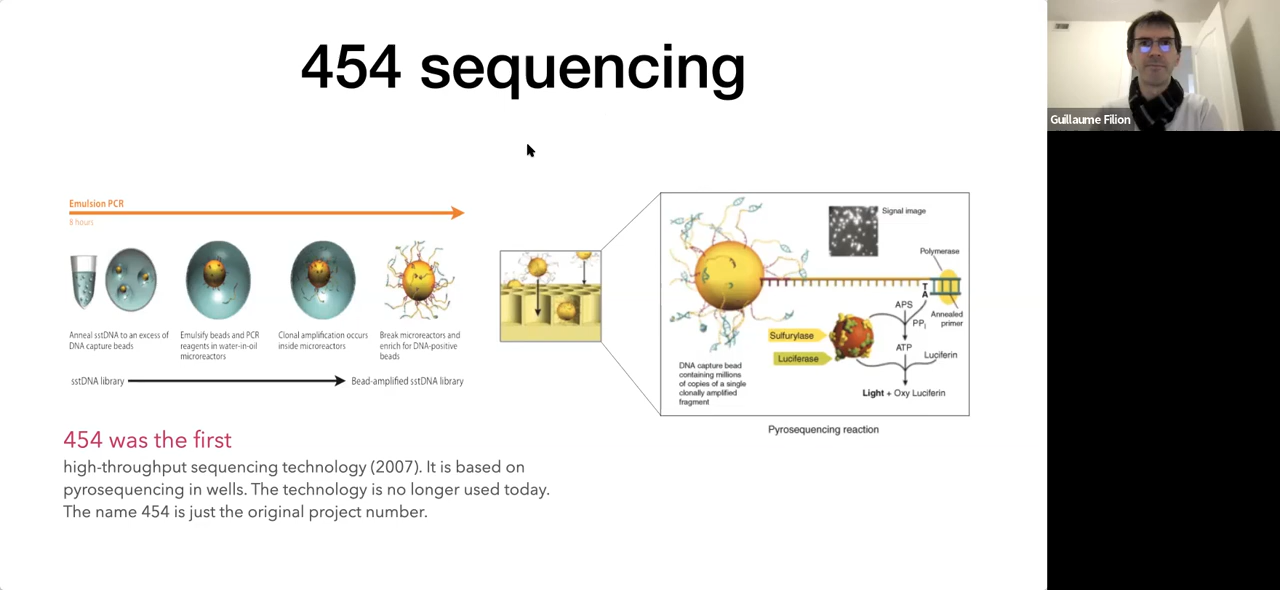 454 sequencing
Guillaume Filion
Emulsion PCR
8 hours
Anneal sstDNA to an excess of
DNA capture beads
Emulsify beads and PCR
reagents in water-in-oil
microreactors
Clonal amplification occurs
inside microreactors
Break microreactors and
enrich for DNA-positive
beads
sstDNA library
Bead-amplified sstDNA library
Signal image
Polymerase
T
A
Annealed
primer
APS
PPi
Sulfurylase
Luciferase
ATP
Luciferin
Light + Oxy Luciferin
DNA capture bead
containing millions
of copies of a single
clonally amplified
fragment
Pyrosequencing reaction
454 was the first
high-throughput sequencing technology (2007). It is based on
pyrosequencing in wells. The technology is no longer used today.
The name 454 is just the original project number.